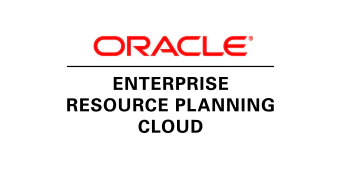 ORACLE®
ENTERPRISE
RESOURCE PLANNING
CLOUD